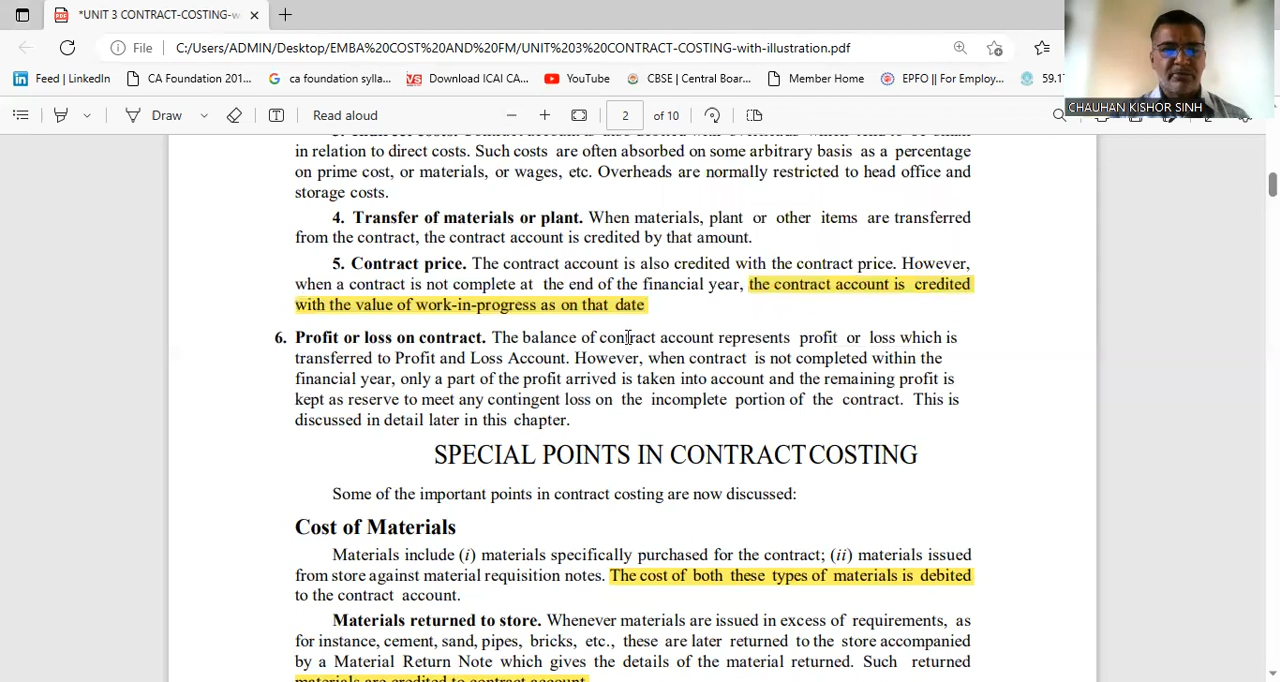 *UNIT 3 CONTRACT-COSTING-w
File C:/Users/ADMIN/Desktop/EMBA%20COST%20AND%20FM/UNIT%203%20CONTRACT-COSTING-with-illustration.pdf
Feed | LinkedIn CA Foundation 201... ca foundation sylla... Download ICAI CA... YouTube CBSE | Central Boar... Member Home EPFO || For Employ... 59.1
CHAUHAN KISHOR SINH
Draw Read aloud 2 of 10
in relation to direct costs. Such costs are often absorbed on some arbitrary basis as a percentage
on prime cost, or materials, or wages, etc. Overheads are normally restricted to head office and
storage costs.
4. Transfer of materials or plant. When materials, plant or other items are transferred
from the contract, the contract account is credited by that amount.
5. Contract price. The contract account is also credited with the contract price. However,
when a contract is not complete at the end of the financial year, the contract account is credited
with the value of work-in-progress as on that date
6. Profit or loss on contract. The balance of contract account represents profit or loss which is
transferred to Profit and Loss Account. However, when contract is not completed within the
financial year, only a part of the profit arrived is taken into account and the remaining profit is
kept as reserve to meet any contingent loss on the incomplete portion of the contract. This is
discussed in detail later in this chapter.
SPECIAL POINTS IN CONTRACT COSTING
Some of the important points in contract costing are now discussed:
Cost of Materials
Materials include (i) materials specifically purchased for the contract; (ii) materials issued
from store against material requisition notes. The cost of both these types of materials is debited
to the contract account.
Materials returned to store. Whenever materials are issued in excess of requirements, as
for instance, cement, sand, pipes, bricks, etc., these are later returned to the store accompanied
by a Material Return Note which gives the details of the material returned. Such returned
materials are credited to contract account.